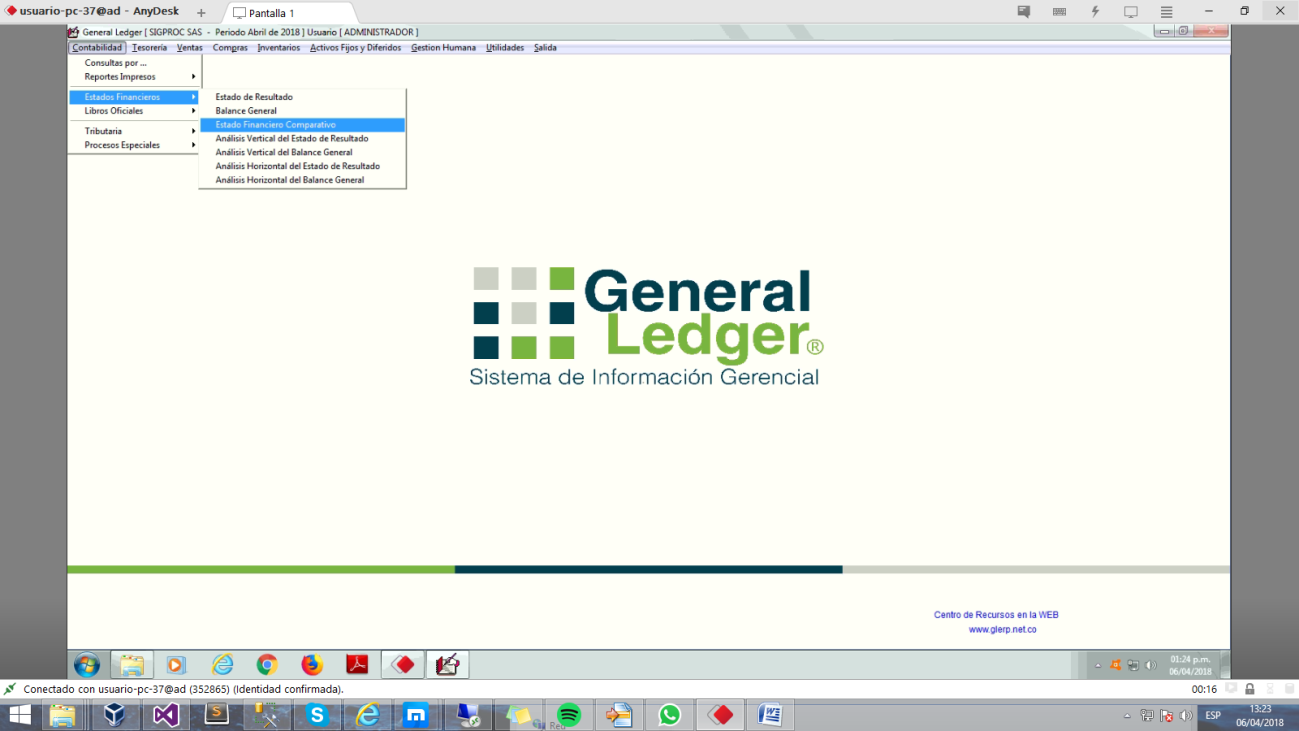 usuario-pc-37@ad - AnyDesk
Pantalla 1
General Ledger [ SIGPROC SAS - Periodo Abril de 2018 ] Usuario [ ADMINISTRADOR ]
Contabilidad Tesorería Ventas Compras Inventarios Activos Fijos y Diferidos Gestion Humana Utilidades Salida
Consultas por ...
Reportes Impresos
Estados Financieros
Libros Oficiales
Tributaria
Procesos Especiales
Estado de Resultado
Balance General
Estado Financiero Comparativo
Análisis Vertical del Estado de Resultado
Análisis Vertical del Balance General
Análisis Horizontal del Estado de Resultado
Análisis Horizontal del Balance General
General
Ledger®
Sistema de Información Gerencial
Centro de Recursos en la WEB
www.glerp.net.co
01:24 p.m.
06/04/2018
Conectado con usuario-pc-37@ad (352865) (Identidad confirmada).
00:16
Red
ESP
13:23
06/04/2018